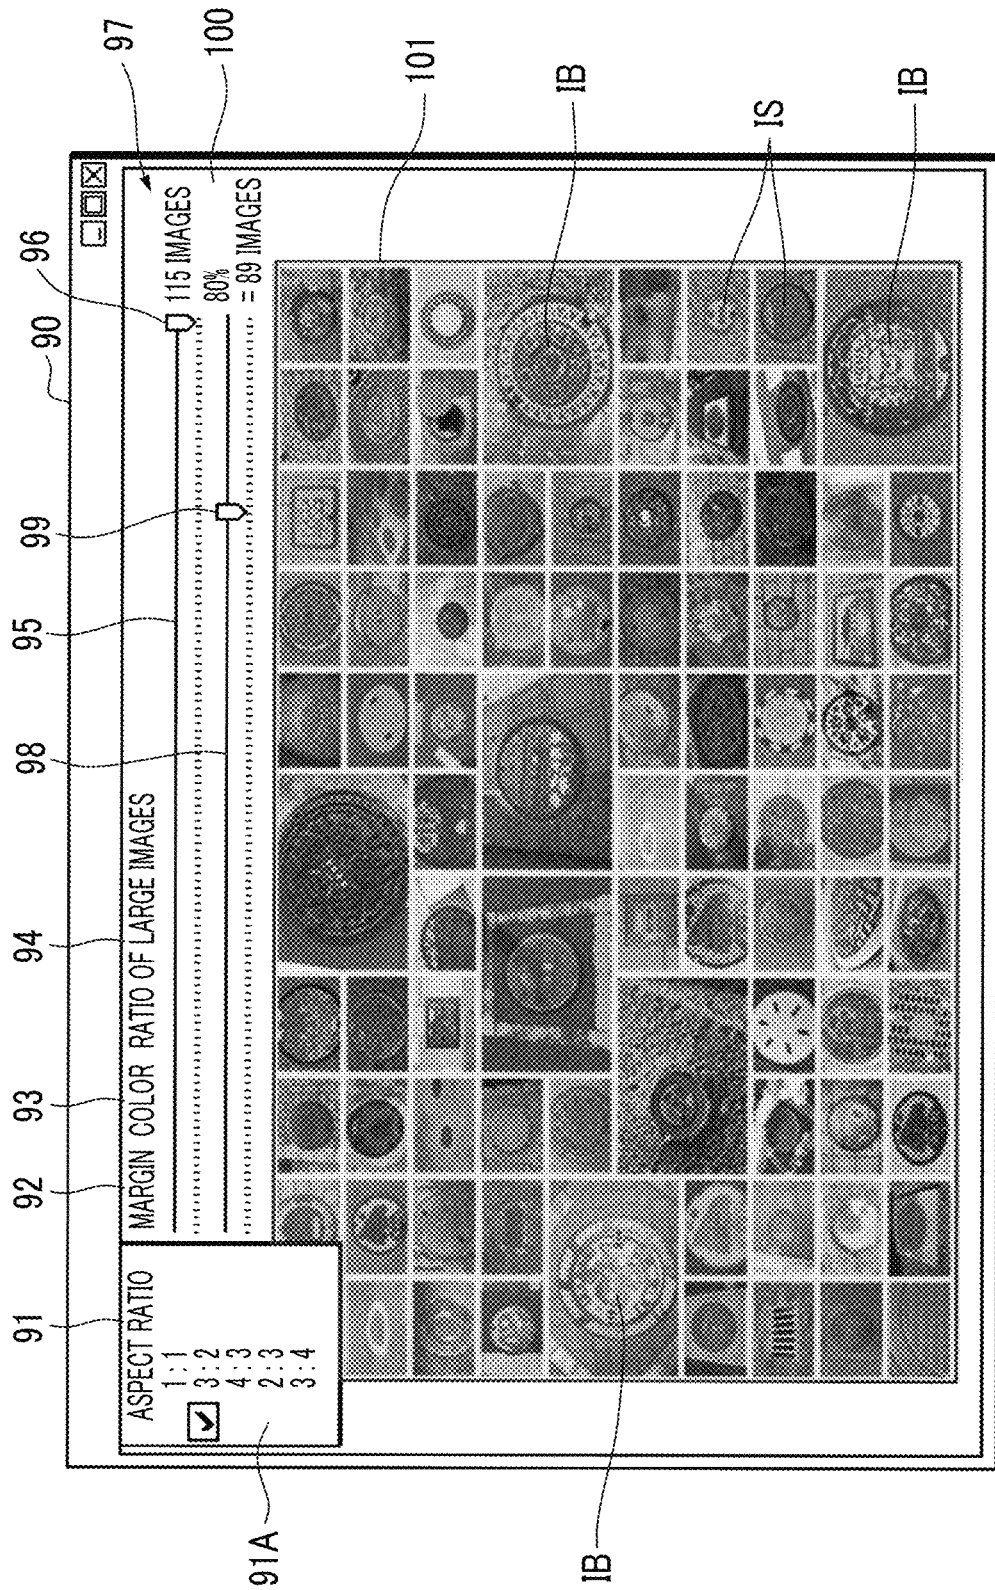 90
91
92
93
94
95
98
99
96
97
100
ASPECT RATIO
MARGIN COLOR RATIO OF LARGE IMAGES
115 IMAGES
80%
= 89 IMAGES
1 : 1
3 : 2
4 : 3
2 : 3
3 : 4
91A
101
IB
IB
IS
IB